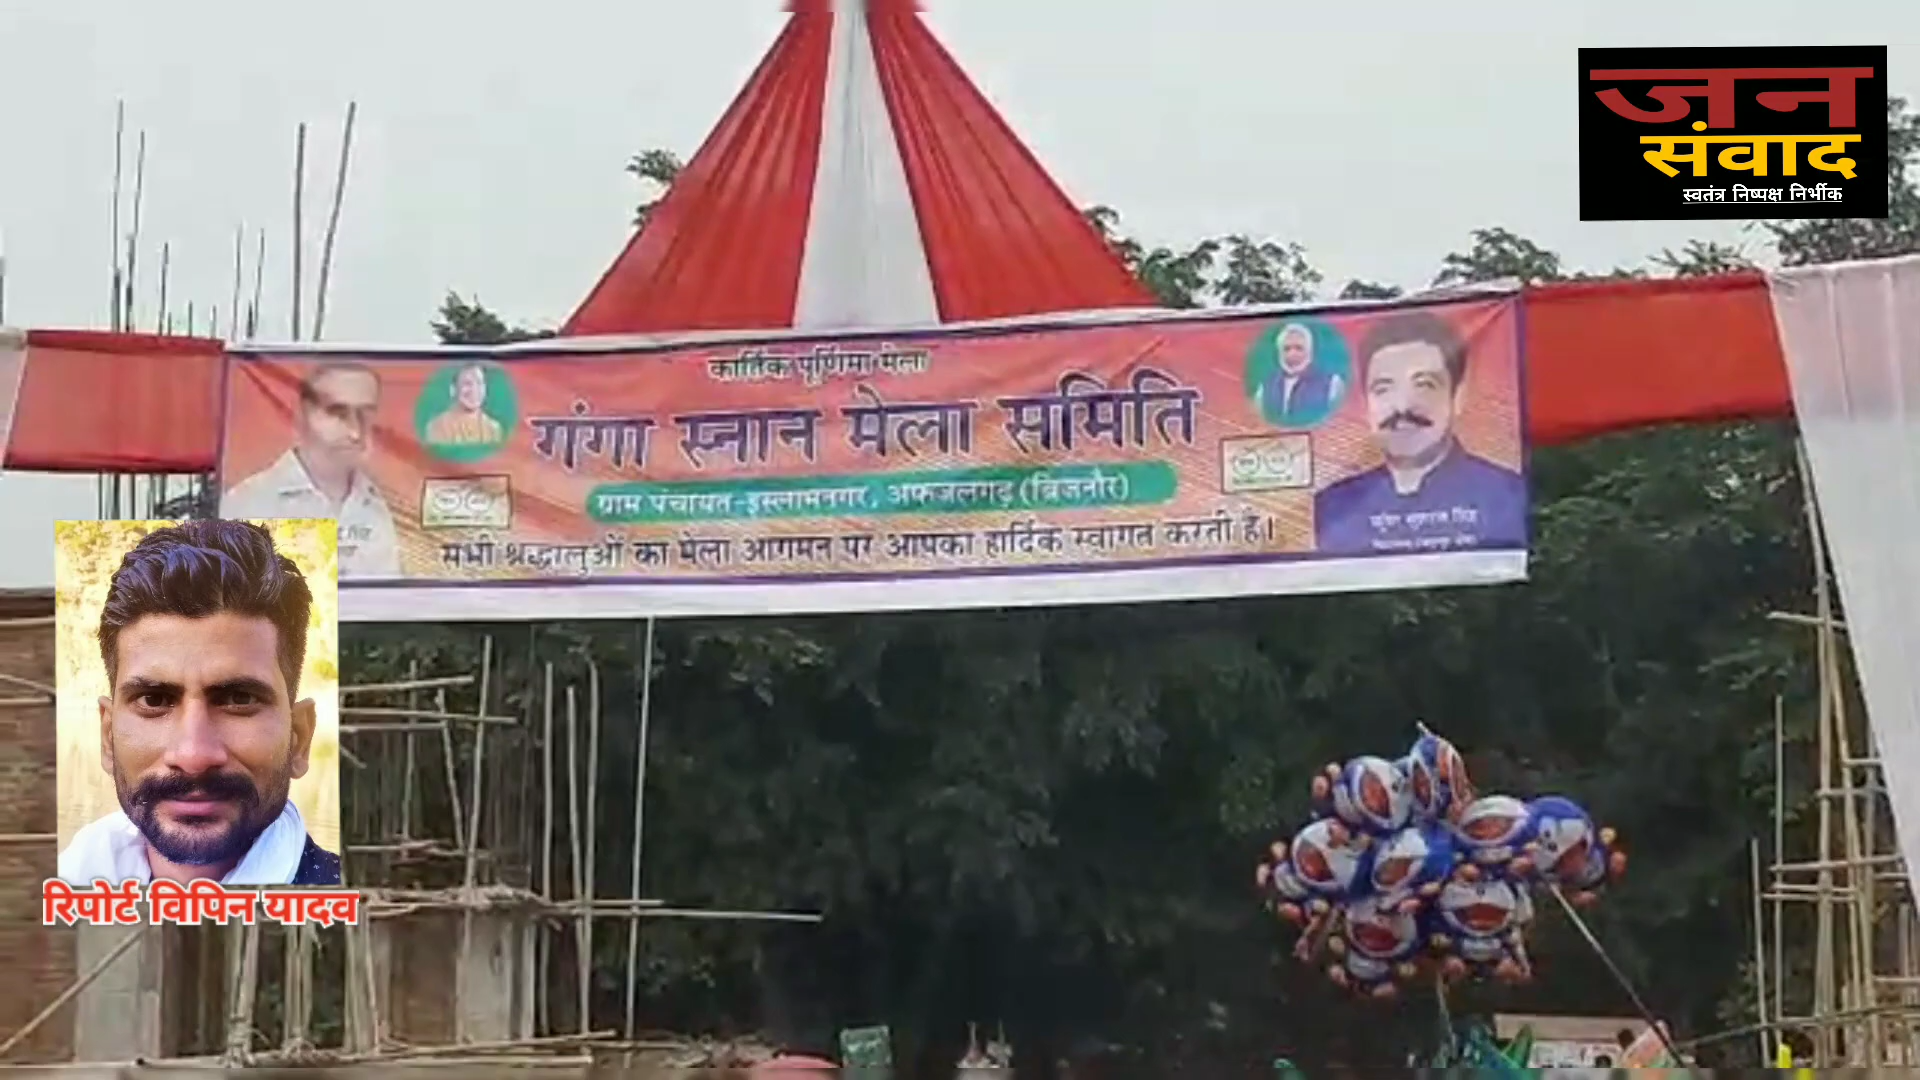 जन
संवाद
स्वतंत्र निष्पक्ष निर्भीक
कार्तिक पूर्णिमा मेला
गंगा स्नान मेला समिति
ग्राम पंचायत-इस्लामनगर, अफजलगढ़ (बिजनौर)
सभी श्रद्धालुओं का मेला आगमन पर आपका हार्दिक स्वागत करती है।
सिंह
रिपोर्ट विपिन यादव